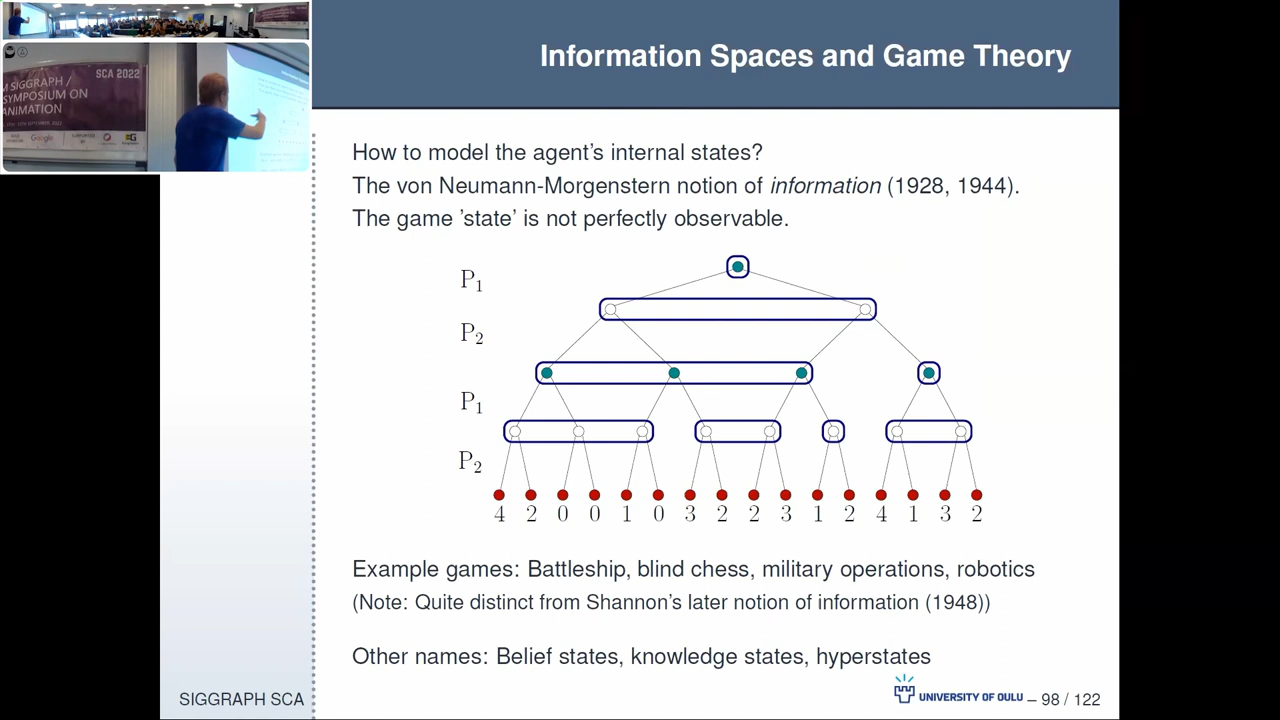 SCA 2022
M SIGGRAPH /
SYMPOSIUM ON
ANIMATION
Google
Information Spaces and Game Theory
How to model the agent’s internal states?
The von Neumann-Morgenstern notion of information (1928, 1944).
The game ’state’ is not perfectly observable.
P1
P2
P1
P2
4 2 0 0 1 0 3 2 2 3 1 2 4 1 3 2
Example games: Battleship, blind chess, military operations, robotics
(Note: Quite distinct from Shannon’s later notion of information (1948))
Other names: Belief states, knowledge states, hyperstates
SIGGRAPH SCA
UNIVERSITY OF OULU – 98 / 122